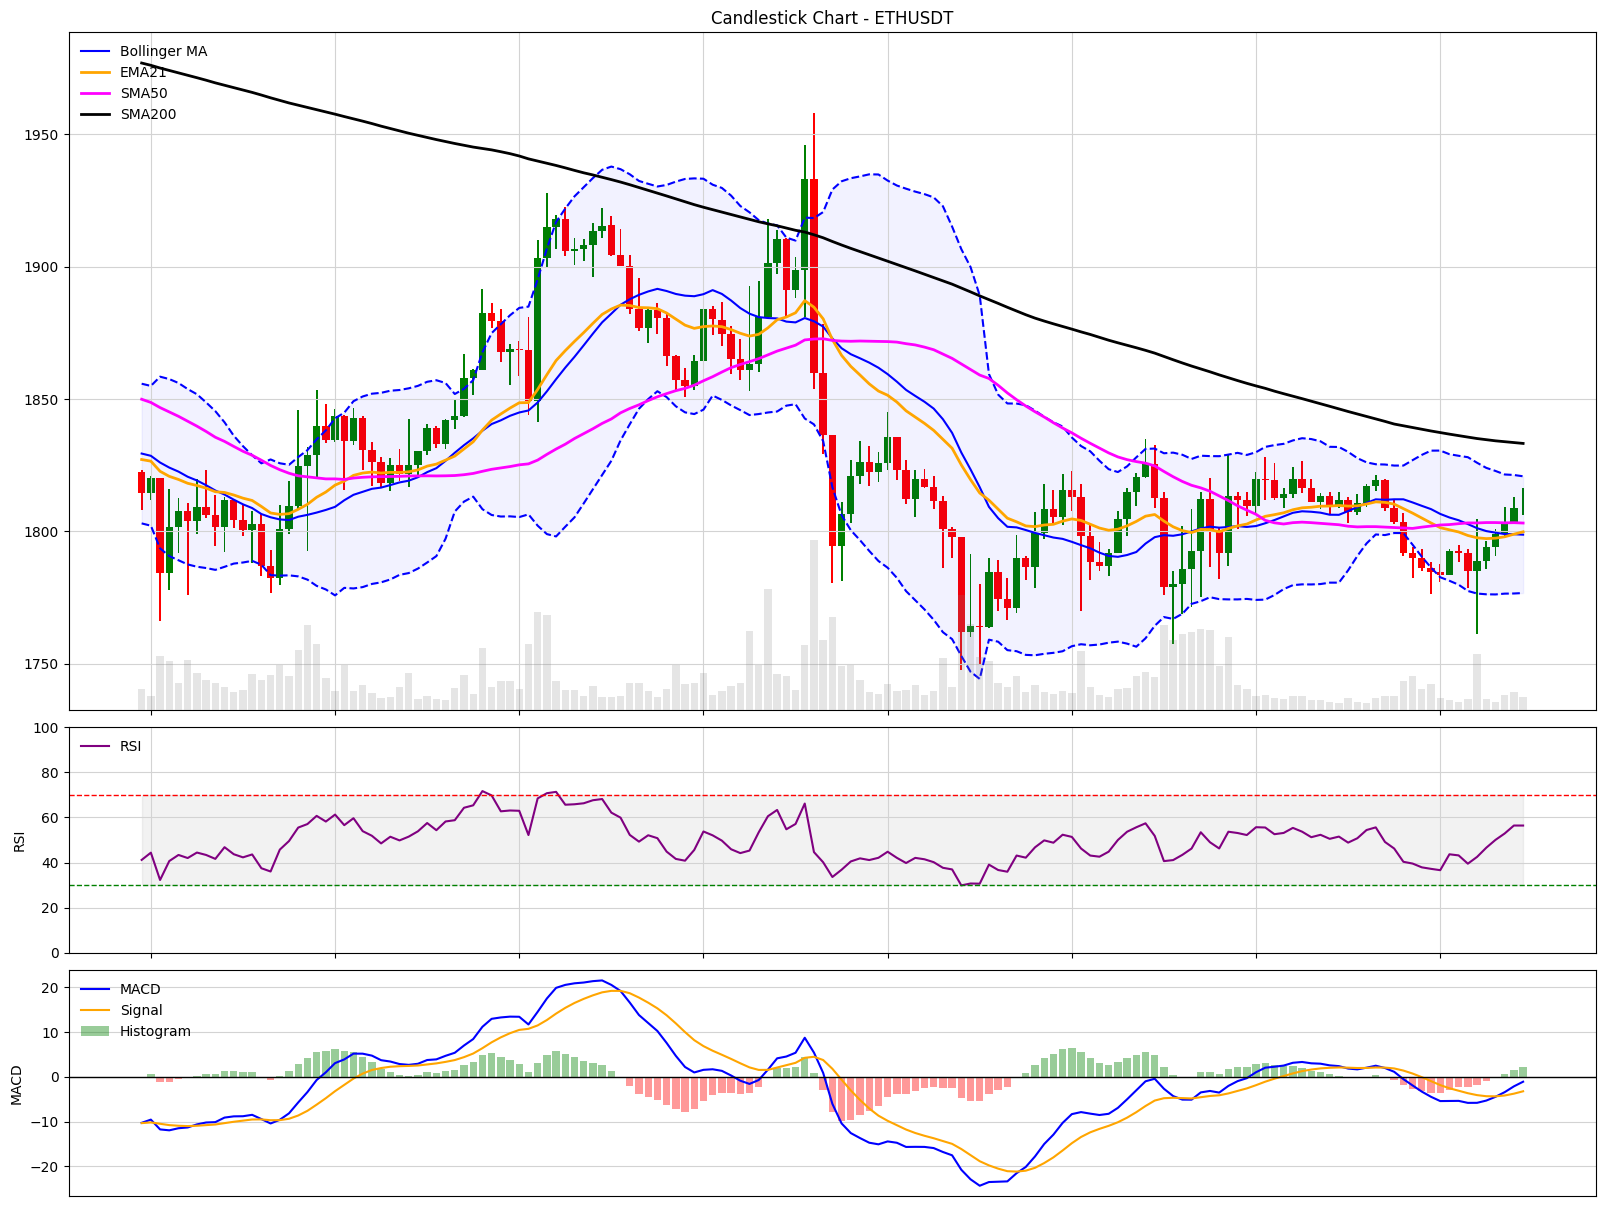 Candlestick Chart - ETHUSDT
Bollinger MA
EMA21
SMA50
SMA200
1950
1900
1850
1800
1750
RSI
100
80
60
40
20
0
RSI
MACD
Signal
Histogram
20
10
0
−10
−20
MACD